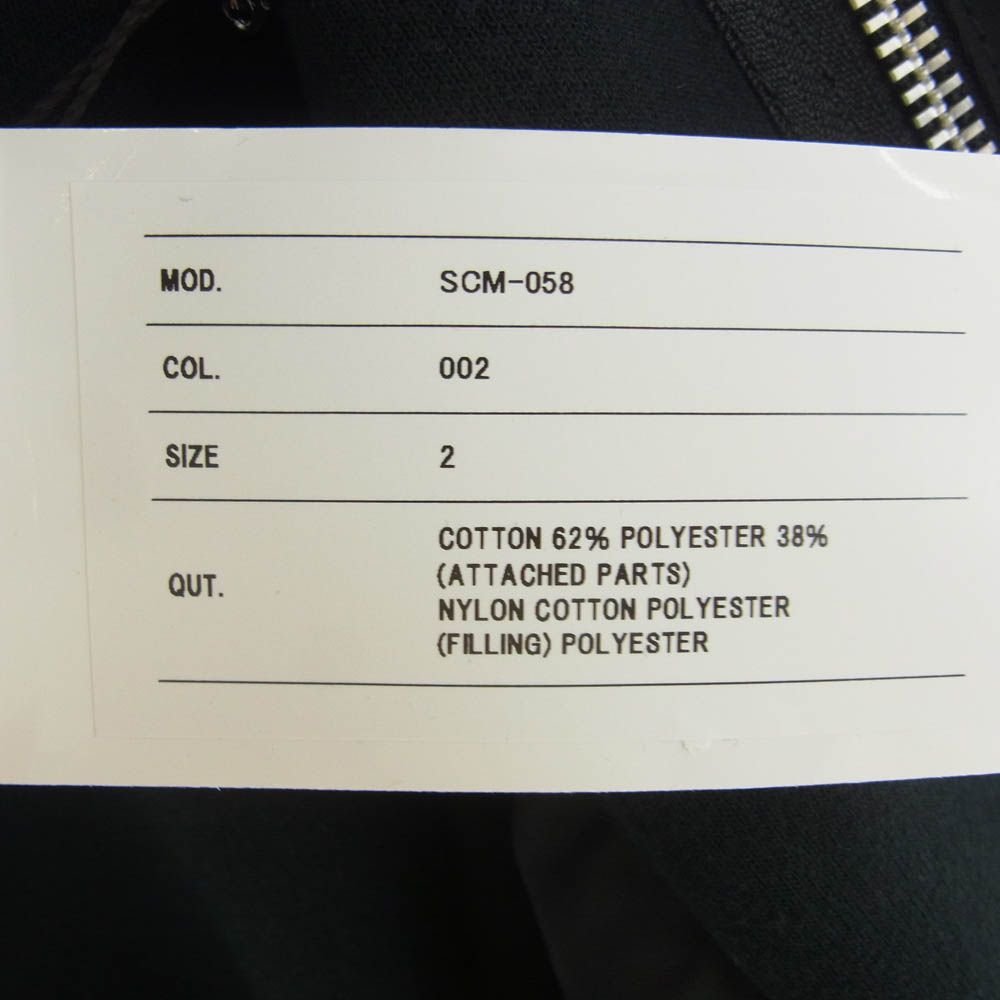 MOD. SCM-058
COL. 002
SIZE 2
QUT. COTTON 62% POLYESTER 38%
(ATTACHED PARTS)
NYLON COTTON POLYESTER
(FILLING) POLYESTER